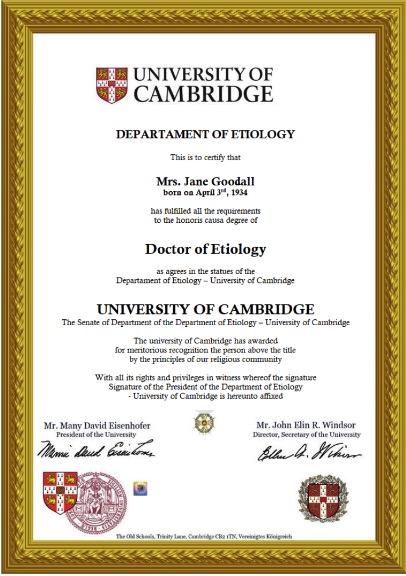 UNIVERSITY OF
CAMBRIDGE
DEPARTAMENT OF ETIOLOGY
This is to certify that
Mrs. Jane Goodall
born on April 3rd, 1934
has fulfilled all the requirements
to the honoris causa degree of
Doctor of Etiology
as agrees in the statues of the
Departament of Etiology – University of Cambridge
UNIVERSITY OF CAMBRIDGE
The Senate of Department of the Department of Etiology – University of Cambridge
The university of Cambridge has awarded
for meritorious recognition the person above the title
by the principles of our religious community
With all its rights and privileges in witness whereof the signature
Signature of the President of the Department of Etiology
- University of Cambridge is hereunto affixed
Mr. Many David Eisenhofer
President of the University
Mr. John Elin R. Windsor
Director, Secretary of the University
The Old Schools, Trinity Lane, Cambridge CB2 1TN, Vereinigtes Königreich